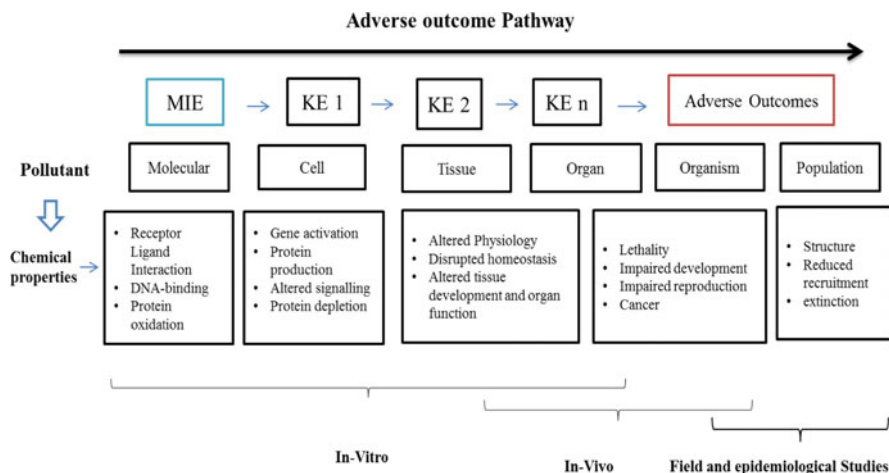 Adverse outcome Pathway
MIE
KE 1
KE 2
KE n
Adverse Outcomes
Pollutant
Molecular
Cell
Tissue
Organ
Organism
Population
Chemical
properties
• Receptor
Ligand
Interaction
• DNA-binding
• Protein
oxidation
• Gene activation
• Protein
production
• Altered signalling
• Protein depletion
• Altered Physiology
• Disrupted homeostasis
• Altered tissue
development and organ
function
• Lethality
• Impaired development
• Impaired reproduction
• Cancer
• Structure
• Reduced
recruitment
• extinction
In-Vitro
In-Vivo
Field and epidemiological Studies